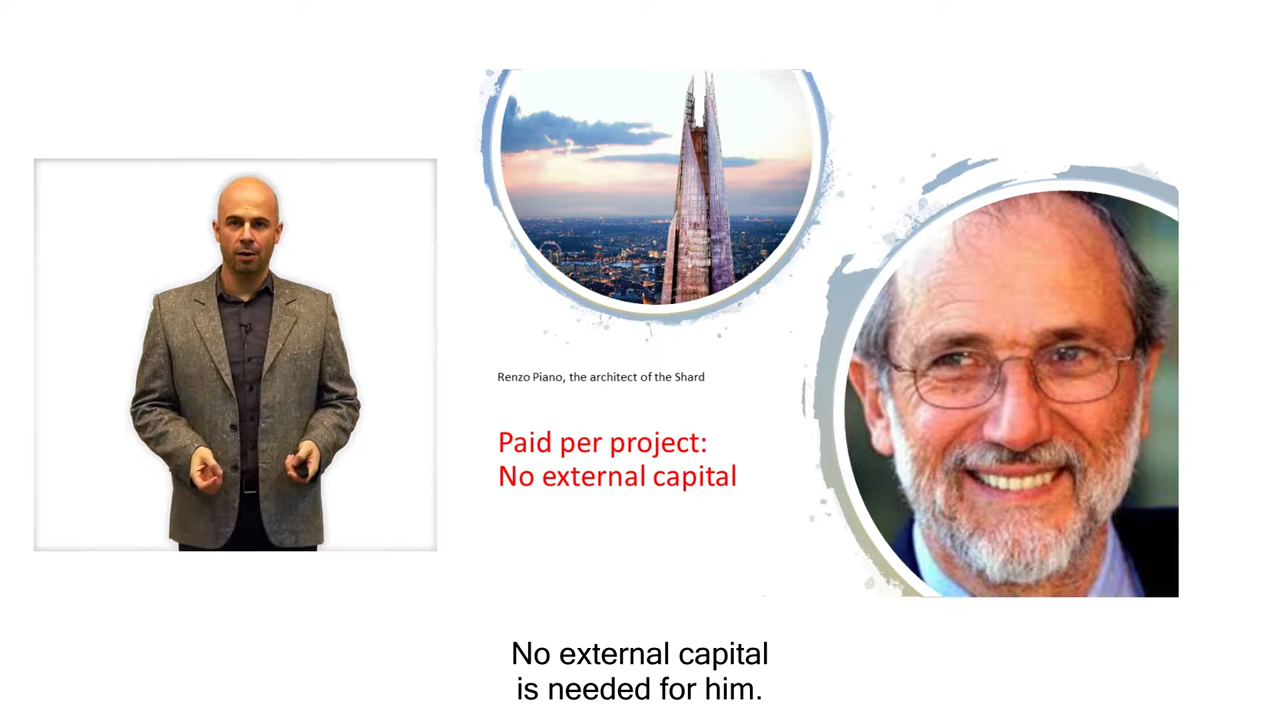 Renzo Piano, the architect of the Shard
Paid per project:
No external capital
No external capital
is needed for him.